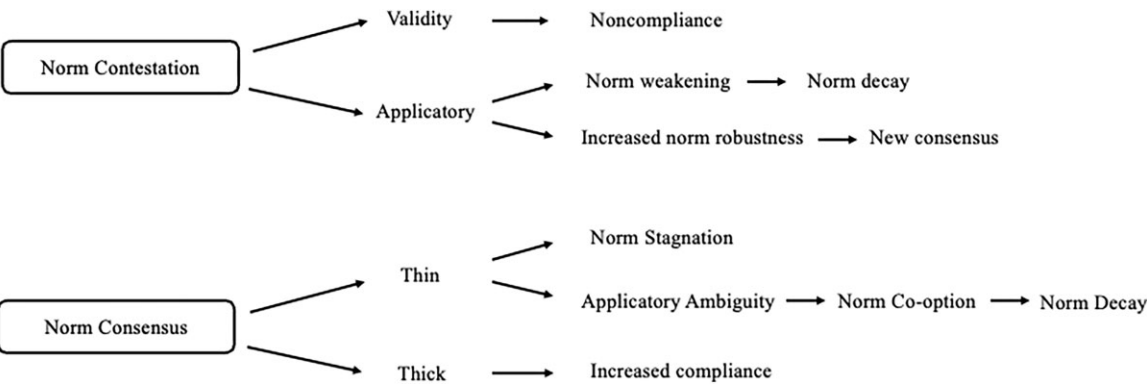 Validity
Noncompliance
Norm Contestation
Norm weakening
Norm decay
Applicatory
Increased norm robustness
New consensus
Norm Stagnation
Thin
Applicatory Ambiguity
Norm Co-option
Norm Decay
Norm Consensus
Thick
Increased compliance